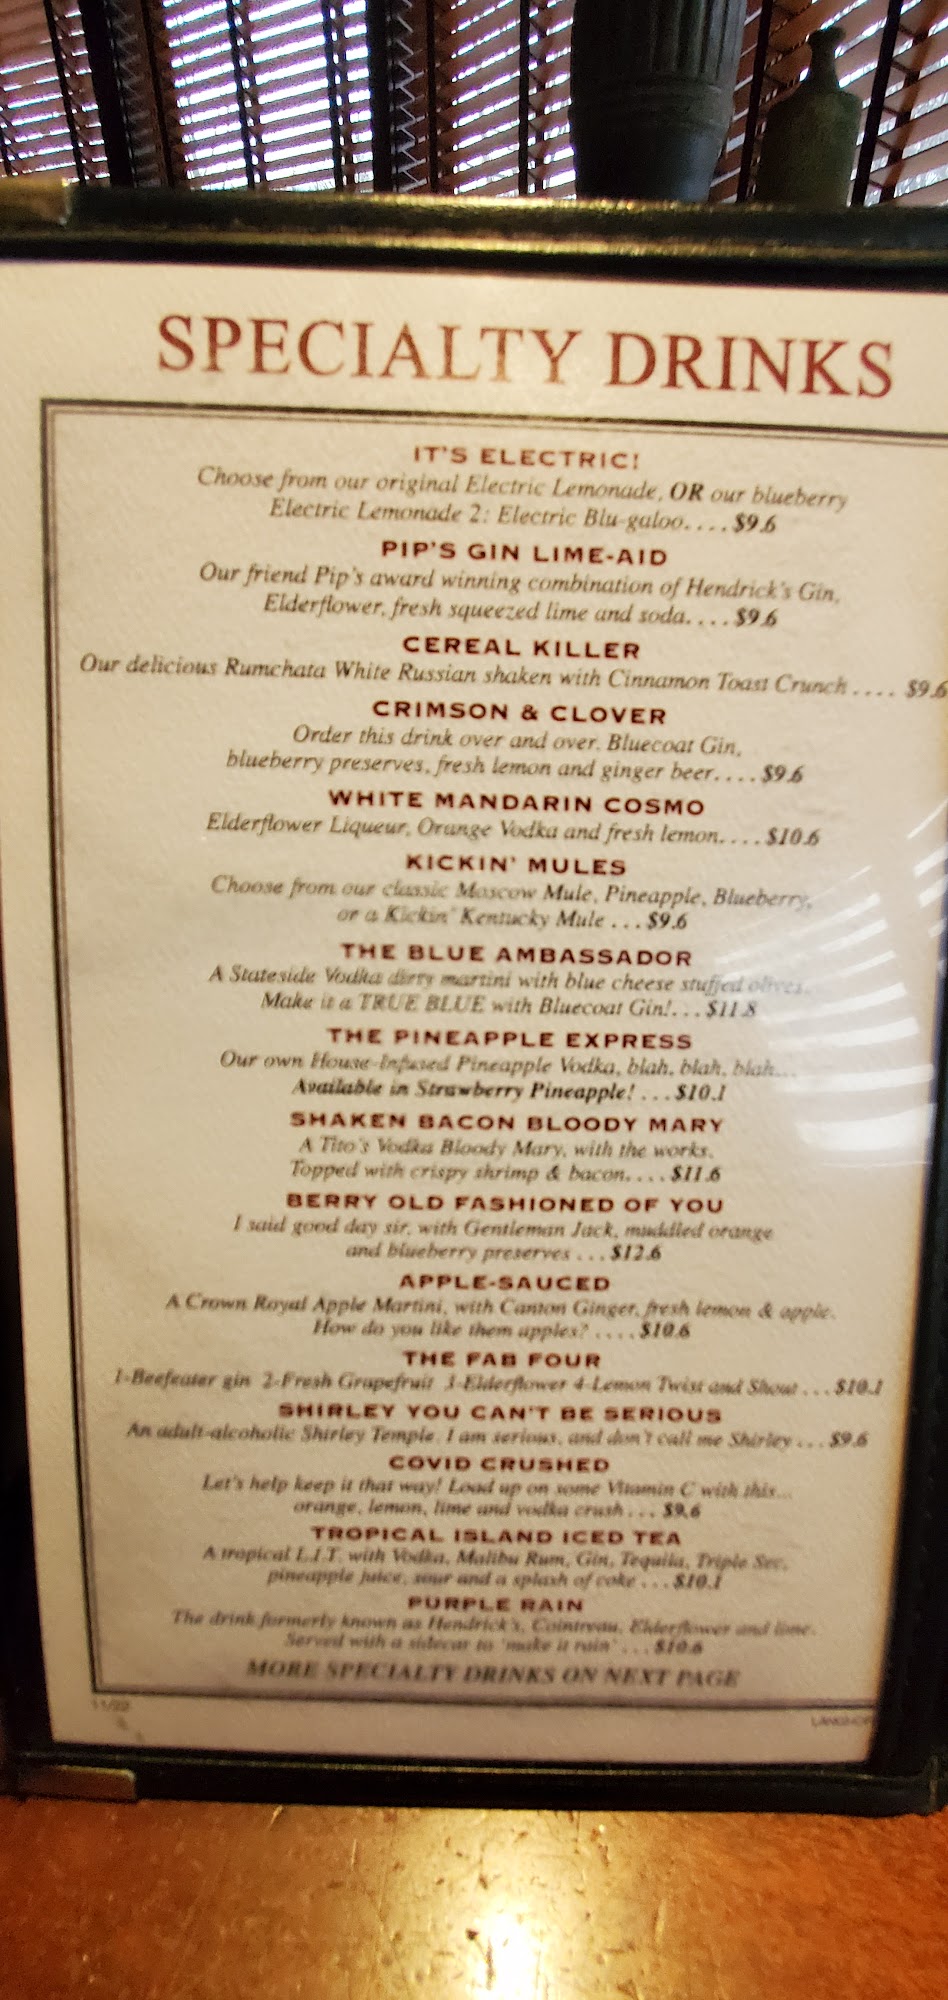 SPECIALTY DRINKS
IT'S ELECTRIC!
Choose from our original Electric Lemonade, OR our blueberry
Electric Lemonade 2: Electric Blu-galoo. . . . $9.6
PIP'S GIN LIME-AID
Our friend Pip's award winning combination of Hendrick's Gin,
Elderflower, fresh squeezed lime and soda. . . . $9.6
CEREAL KILLER
Our delicious Rumchata White Russian shaken with Cinnamon Toast Crunch . . . . $9.6
CRIMSON & CLOVER
Order this drink over and over. Bluecoat Gin,
blueberry preserves, fresh lemon and ginger beer. . . . $9.6
WHITE MANDARIN COSMO
Elderflower Liqueur, Orange Vodka and fresh lemon. . . . $10.6
KICKIN' MULES
Choose from our classic Moscow Mule, Pineapple, Blueberry,
or a Kickin' Kentucky Mule . . . $9.6
THE BLUE AMBASSADOR
A Stateside Vodka dirty martini with blue cheese stuffed olives.
Make it a TRUE BLUE with Bluecoat Gin!. . . $11.8
THE PINEAPPLE EXPRESS
Our own House-Infused Pineapple Vodka, blah, blah, blah...
Available in Strawberry Pineapple! . . . $10.1
SHAKEN BACON BLOODY MARY
A Tito's Vodka Bloody Mary, with the works.
Topped with crispy shrimp & bacon. . . . $11.6
BERRY OLD FASHIONED OF YOU
I said good day sir, with Gentleman Jack, muddled orange
and blueberry preserves . . . $12.6
APPLE-SAUCED
A Crown Royal Apple Martini, with Canton Ginger, fresh lemon & apple.
How do you like them apples? . . . . $10.6
THE FAB FOUR
1-Beefeater gin 2-Fresh Grapefruit 3-Elderflower 4-Lemon Twist and Shout . . . $10.1
SHIRLEY YOU CAN'T BE SERIOUS
An adult-alcoholic Shirley Temple. I am serious, and don't call me Shirley . . . $9.6
COVID CRUSHED
Let's help keep it that way! Load up on some Vitamin C with this...
orange, lemon, lime and vodka crush . . . $9.6
TROPICAL ISLAND ICED TEA
A tropical L.I.T. with Vodka, Malibu Rum, Gin, Tequila, Triple Sec,
pineapple juice, sour and a splash of coke . . . $10.1
PURPLE RAIN
The drink formerly known as Hendrick's, Cointreau, Elderflower and lime.
Served with a sidecar to 'make it rain' . . . $10.6
MORE SPECIALTY DRINKS ON NEXT PAGE
11/22